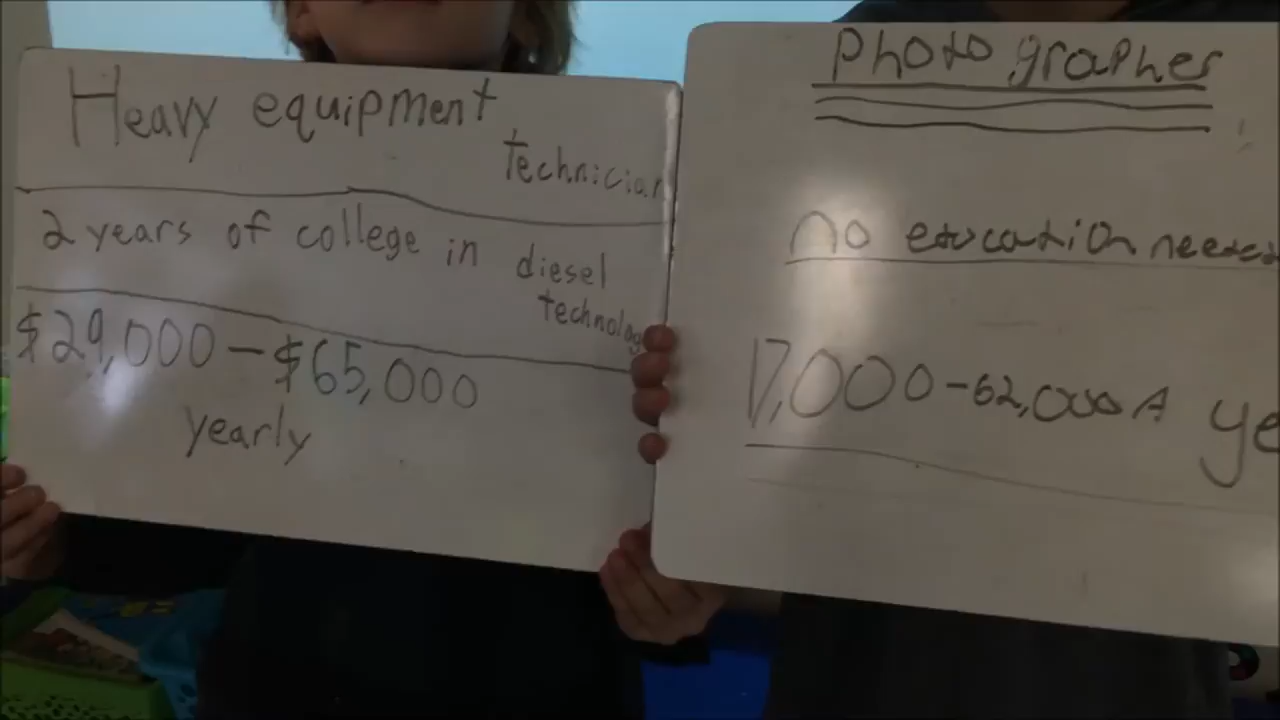 Heavy equipment
technician
2 years of college in diesel
technology
$29,000 - $65,000
yearly
Photographer
no education needed
17,000 - 62,000 A ye